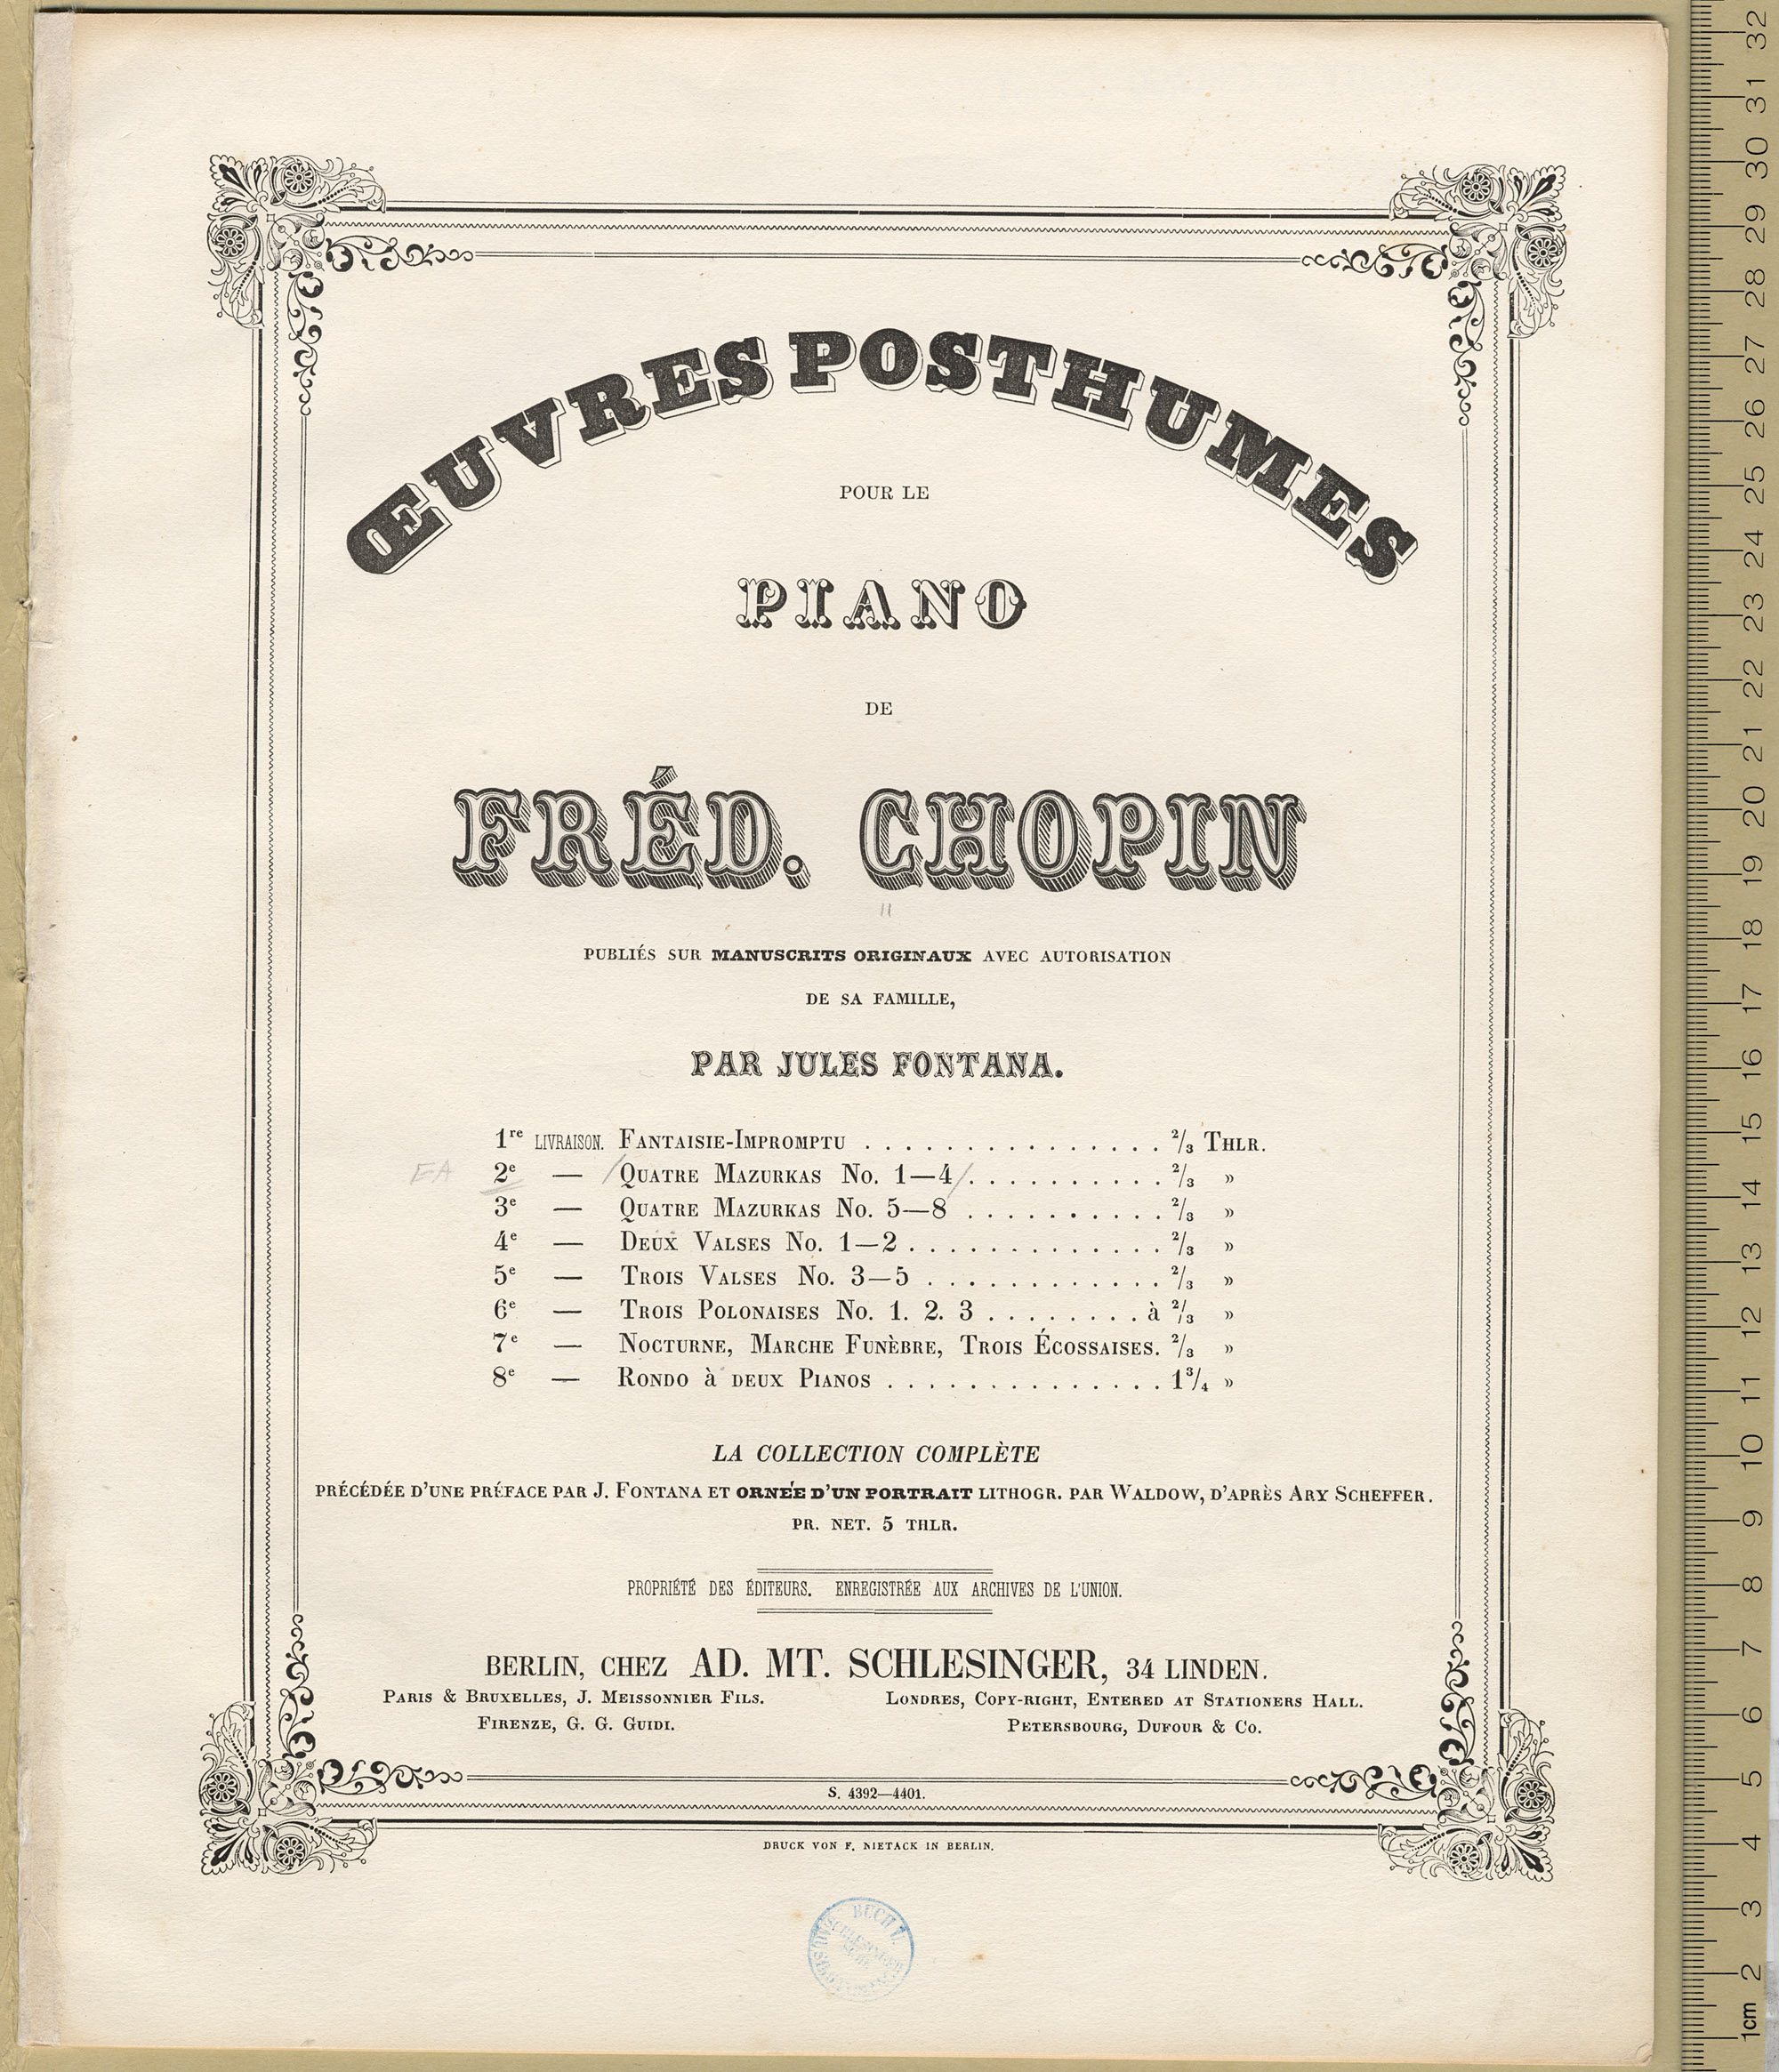 ŒUVRES POSTHUMES
POUR LE
PIANO
DE
FRÉD. CHOPIN
PUBLIÉS SUR MANUSCRITS ORIGINAUX AVEC AUTORISATION
DE SA FAMILLE,
PAR JULES FONTANA.
1re LIVRAISON. FANTAISIE-IMPROMPTU . . . . . . . . . . . . . . . 2/3 THLR.
EA 2e — QUATRE MAZURKAS No. 1—4 . . . . . . . . . . 2/3 »
3e — QUATRE MAZURKAS No. 5—8 . . . . . . . . . . 2/3 »
4e — DEUX VALSES No. 1—2 . . . . . . . . . . . . . 2/3 »
5e — TROIS VALSES No. 3—5 . . . . . . . . . . . . 2/3 »
6e — TROIS POLONAISES No. 1. 2. 3 . . . . . . . . à 2/3 »
7e — NOCTURNE, MARCHE FUNÈBRE, TROIS ÉCOSSAISES. 2/3 »
8e — RONDO à DEUX PIANOS . . . . . . . . . . . . . . 1 3/4 »
LA COLLECTION COMPLÈTE
PRÉCÉDÉE D'UNE PRÉFACE PAR J. FONTANA ET ORNÉE D'UN PORTRAIT LITHOGR. PAR WALDOW, D'APRÈS ARY SCHEFFER.
PR. NET. 5 THLR.
PROPRIÉTÉ DES ÉDITEURS. ENREGISTRÉE AUX ARCHIVES DE L'UNION.
BERLIN, CHEZ AD. MT. SCHLESINGER, 34 LINDEN.
PARIS & BRUXELLES, J. MEISSONNIER FILS.
FIRENZE, G. G. GUIDI.
LONDRES, COPY-RIGHT, ENTERED AT STATIONERS HALL.
PETERSBOURG, DUFOUR & CO.
S. 4392—4401.
DRUCK VON F. NIETACK IN BERLIN.
BUCH U.
32
31
30
29
28
27
26
25
24
23
22
21
20
19
18
17
16
15
14
13
12
11
10
9
8
7
6
5
4
3
2
1cm